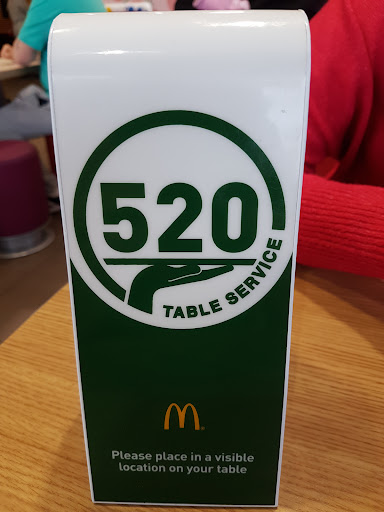 520
TABLE SERVICE
Please place in a visible
location on your table